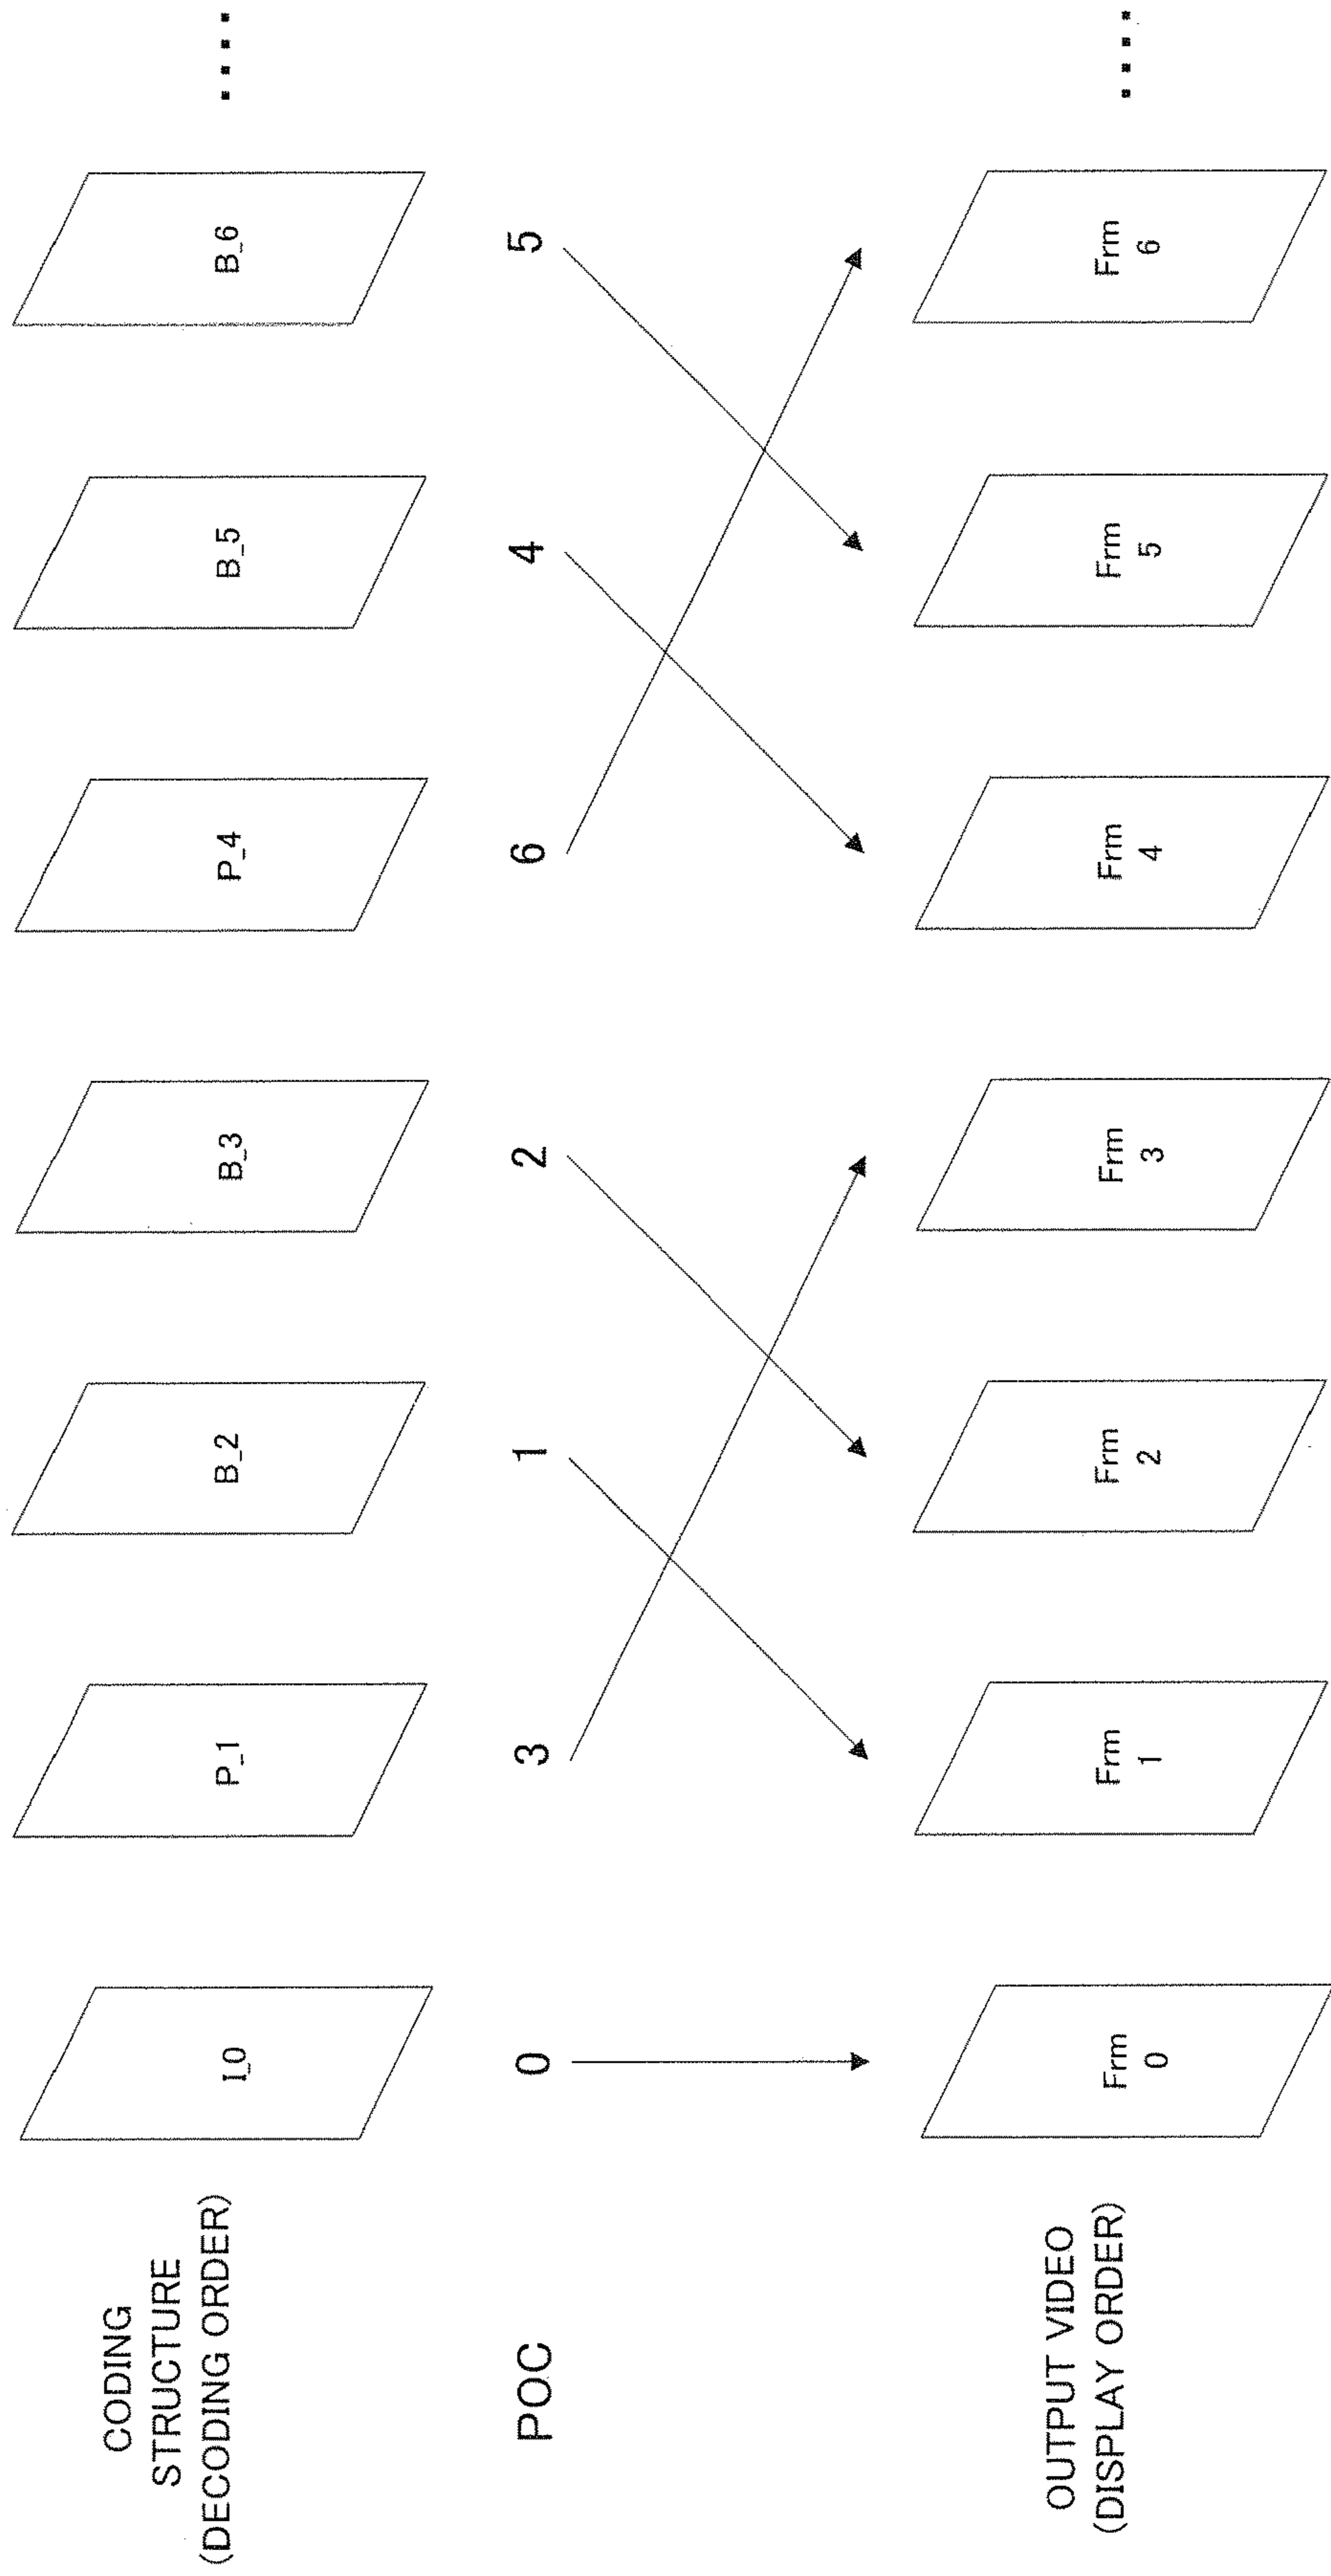 CODING
STRUCTURE
(DECODING ORDER)
I_0
P_1
B_2
B_3
P_4
B_5
B_6
POC
0
3
1
2
6
4
5
OUTPUT VIDEO
(DISPLAY ORDER)
Frm
0
Frm
1
Frm
2
Frm
3
Frm
4
Frm
5
Frm
6